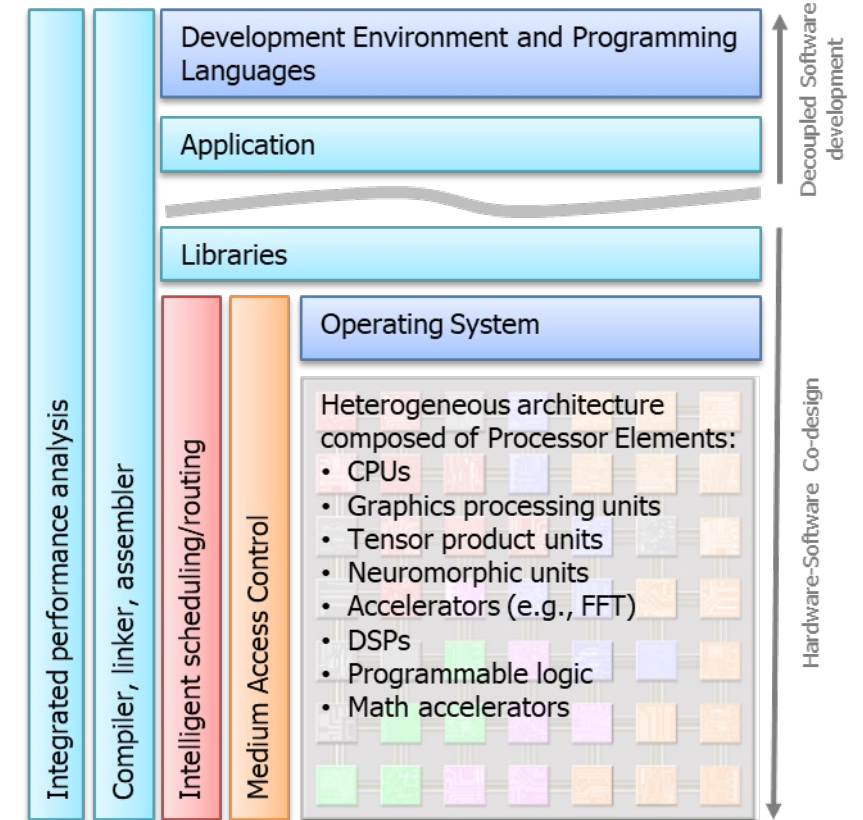 Development Environment and Programming
Languages
Application
Libraries
Operating System
Heterogeneous architecture
composed of Processor Elements:
• CPUs
• Graphics processing units
• Tensor product units
• Neuromorphic units
• Accelerators (e.g., FFT)
• DSPs
• Programmable logic
• Math accelerators
Integrated performance analysis
Compiler, linker, assembler
Intelligent scheduling/routing
Medium Access Control
Decoupled Software
development
Hardware-Software Co-design